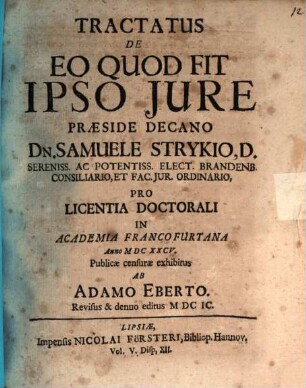 12
TRACTATUS
DE
EO QUOD FIT
IPSO JURE
PRÆSIDE DECANO
DN. SAMUELE STRYKIO, D.
SERENISS. AC POTENTISS. ELECT. BRANDENB.
CONSILIARIO, ET FAC. JUR. ORDINARIO,
PRO
LICENTIA DOCTORALI
IN
ACADEMIA FRANCOFURTANA
Anno M DC XXCV.
Publicæ censuræ exhibitus
AB
ADAMO EBERTO.
Revisus & denuo editus M DC IC.
LIPSIÆ,
Impensis NICOLAI FÖRSTERI, Bibliop. Hannov,
Vol. V. Disp. XII.